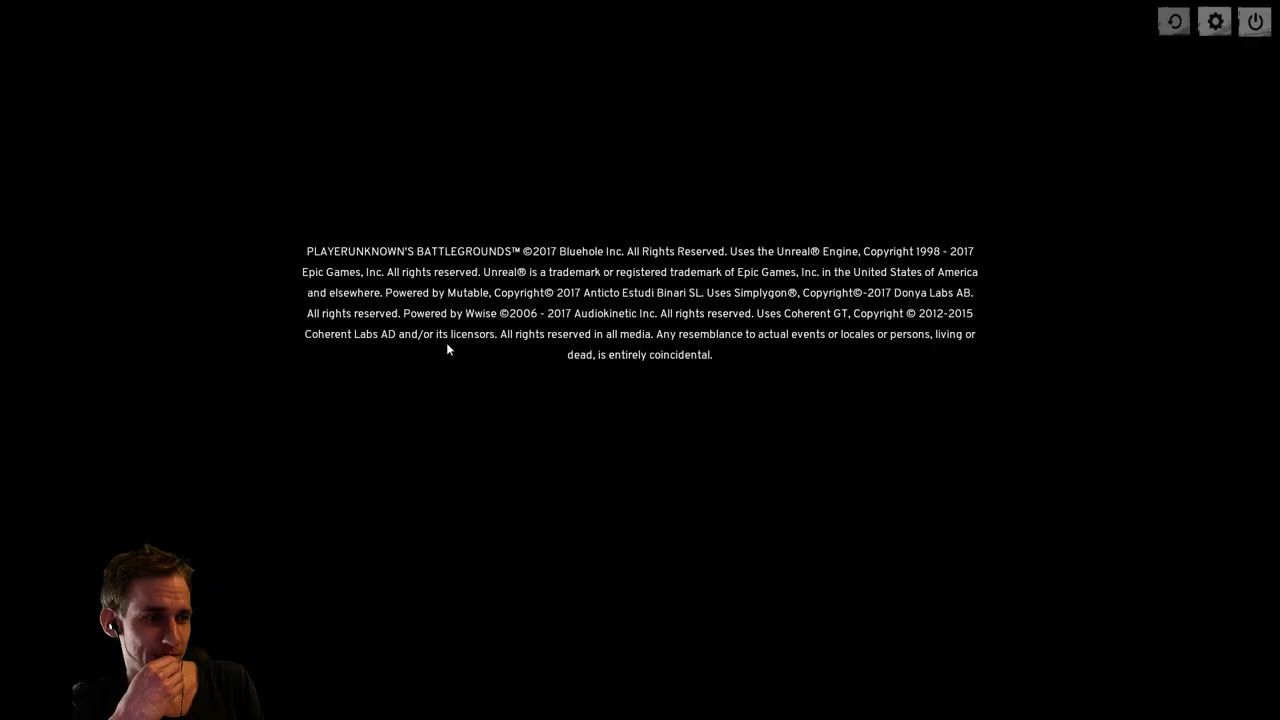 PLAYERUNKNOWN'S BATTLEGROUNDS™ ©2017 Bluehole Inc. All Rights Reserved. Uses the Unreal® Engine, Copyright 1998 - 2017
Epic Games, Inc. All rights reserved. Unreal® is a trademark or registered trademark of Epic Games, Inc. in the United States of America
and elsewhere. Powered by Mutable, Copyright© 2017 Anticto Estudi Binari SL. Uses Simplygon®, Copyright©-2017 Donya Labs AB.
All rights reserved. Powered by Wwise ©2006 - 2017 Audiokinetic Inc. All rights reserved. Uses Coherent GT, Copyright © 2012-2015
Coherent Labs AD and/or its licensors. All rights reserved in all media. Any resemblance to actual events or locales or persons, living or
dead, is entirely coincidental.